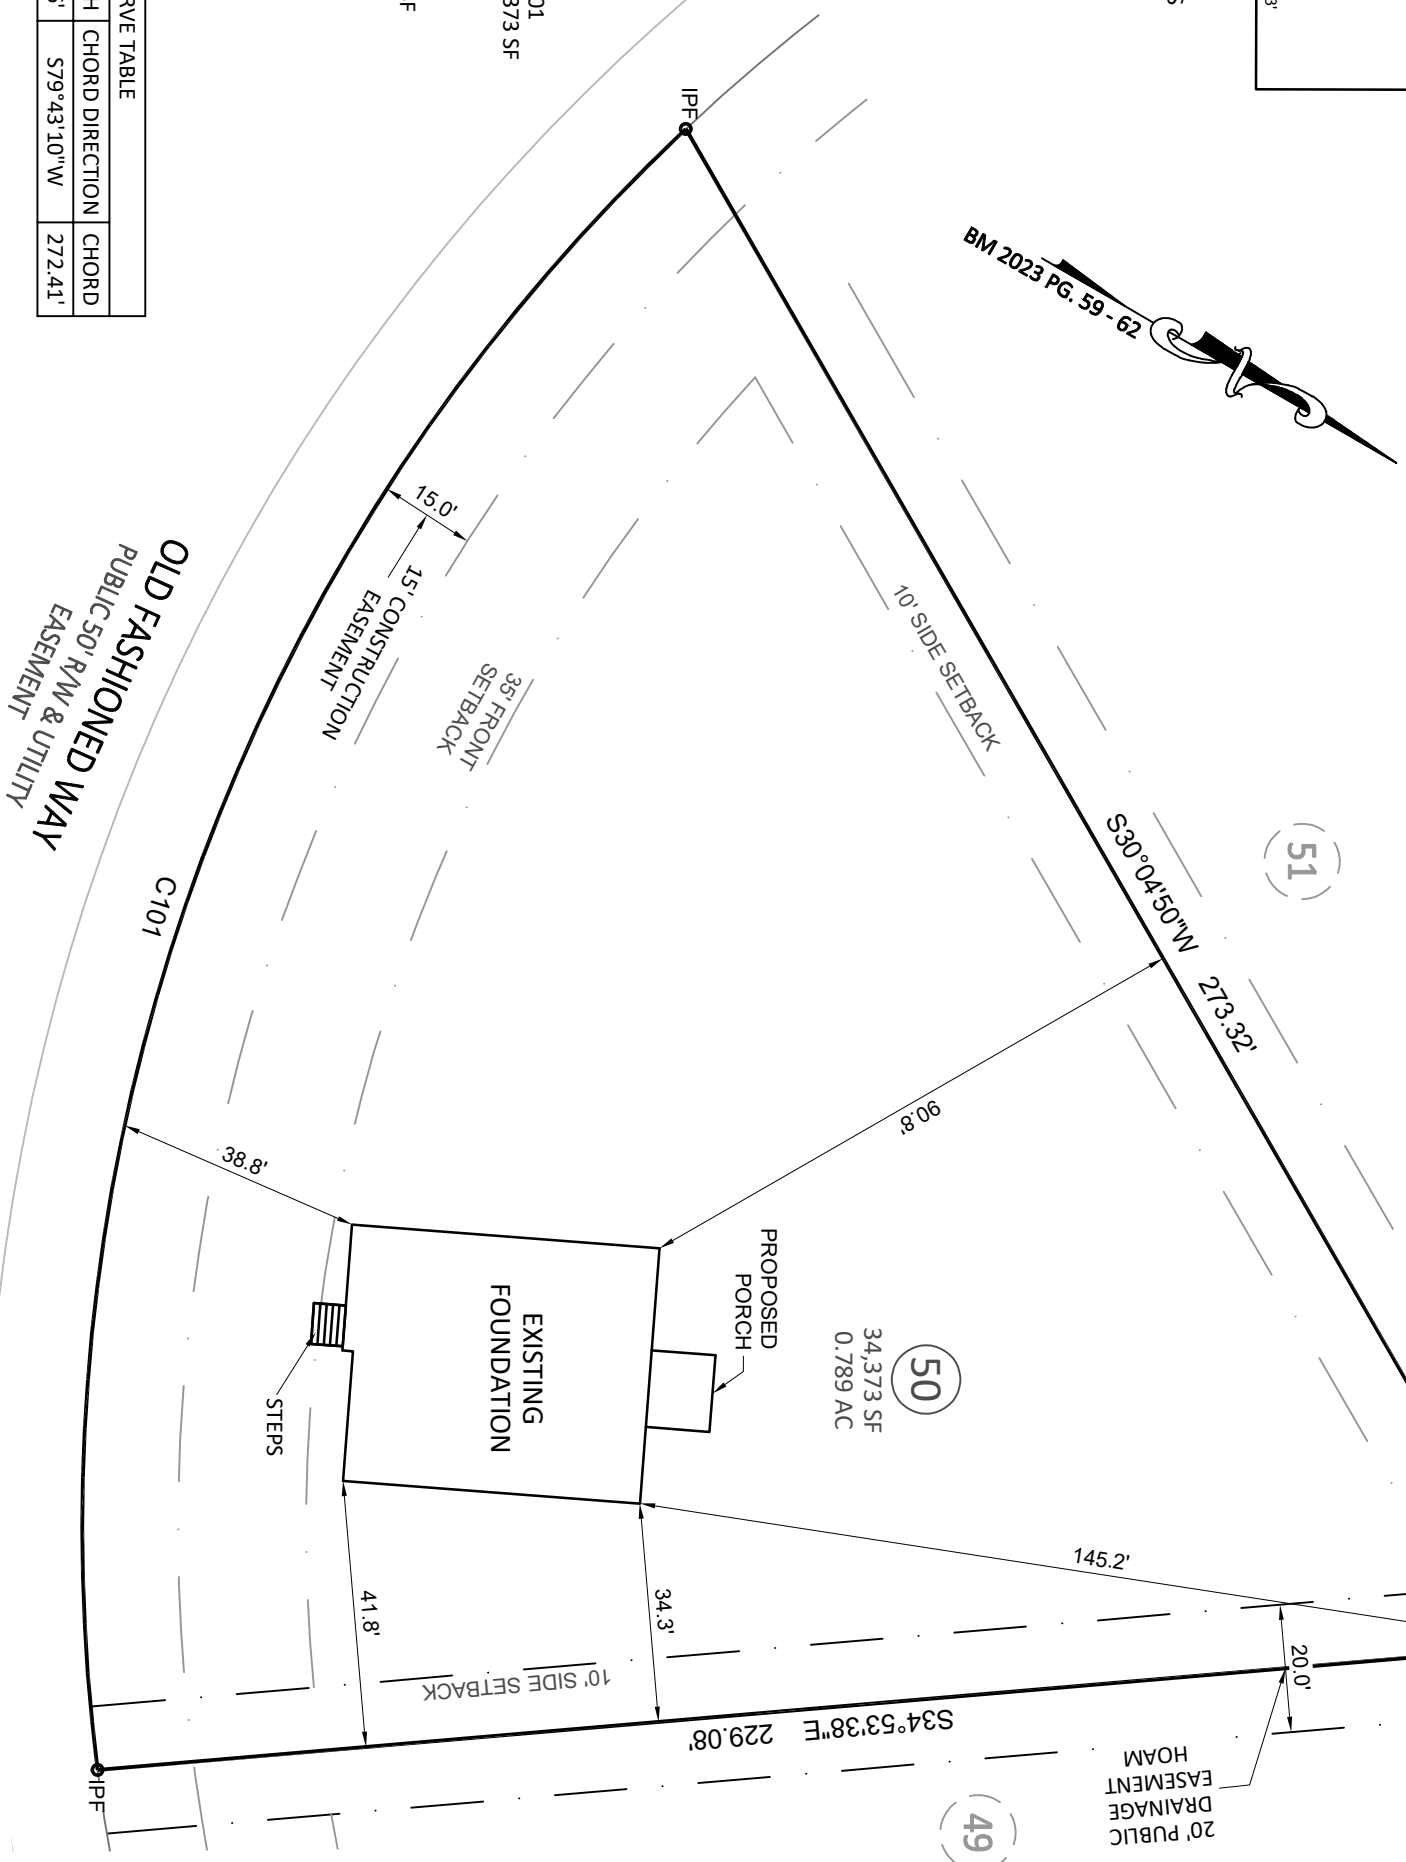 01
373 SF
SF
3'
RVE TABLE
H CHORD DIRECTION CHORD
S79°43'10"W 272.41'
IPF
BM 2023 PG. 59 - 62
15.0'
15' CONSTRUCTION
EASEMENT
35' FRONT
SETBACK
10' SIDE SETBACK
OLD FASHIONED WAY
PUBLIC 50' R/W & UTILITY
EASEMENT
C101
51
S30°04'50"W 273.32'
90.8'
38.8'
PROPOSED
PORCH
EXISTING
FOUNDATION
STEPS
50
34,373 SF
0.789 AC
145.2'
41.8'
34.3'
20.0'
10' SIDE SETBACK
S34°53'38"E 229.08'
IPF
20' PUBLIC
DRAINAGE
EASEMENT
HOAM
49